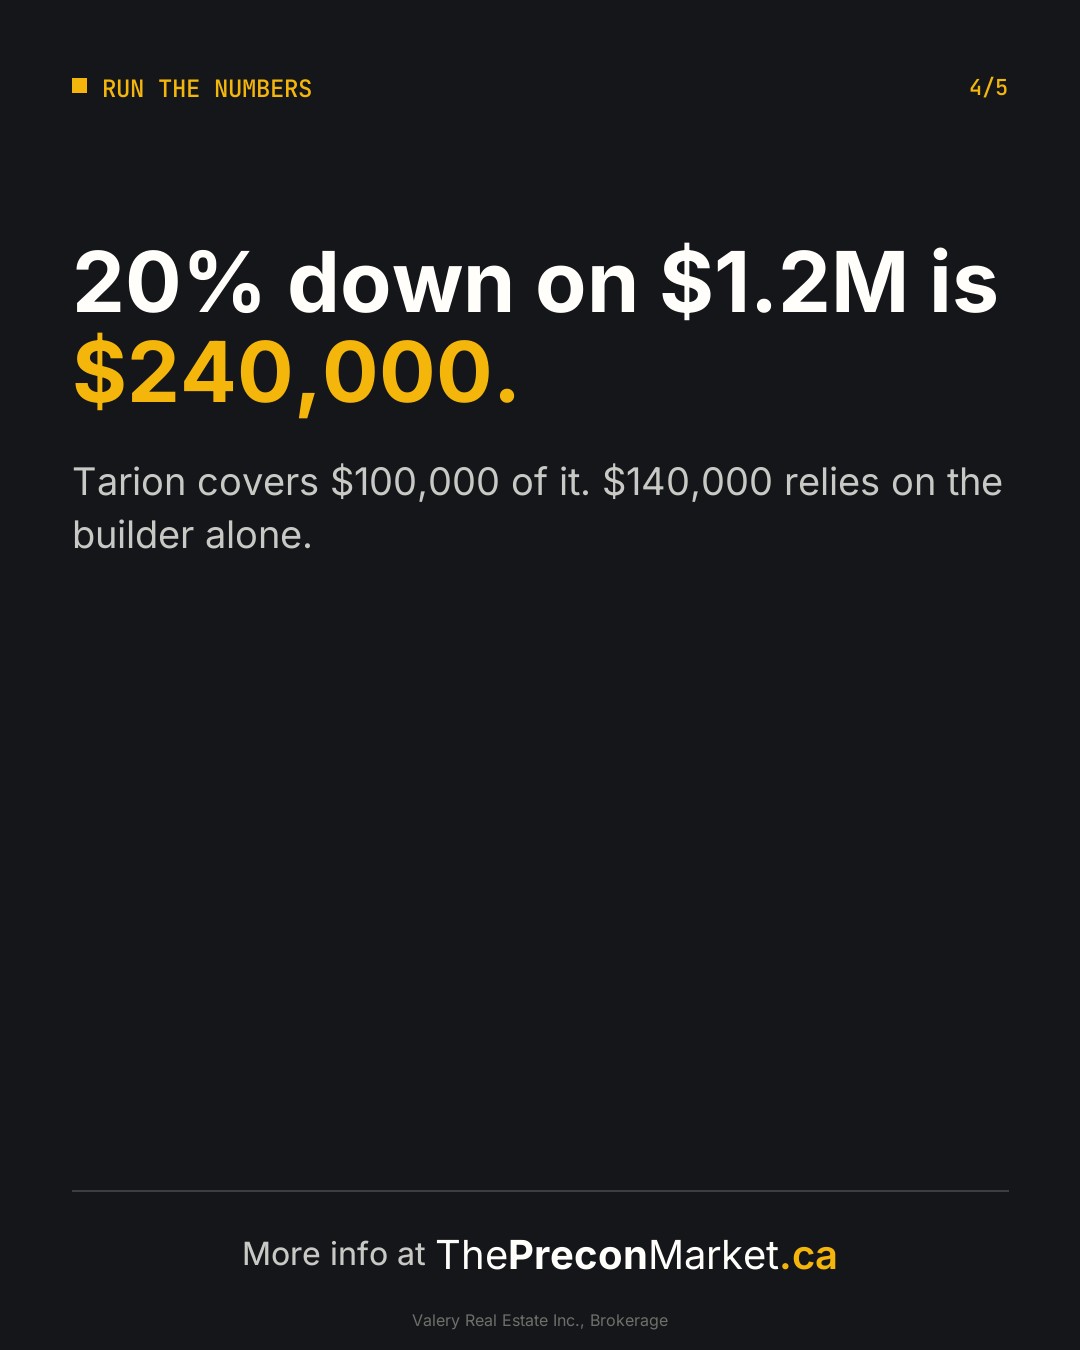 RUN THE NUMBERS
4/5
20% down on $1.2M is
$240,000.
Tarion covers $100,000 of it. $140,000 relies on the
builder alone.
More info at ThePreconMarket.ca
Valery Real Estate Inc., Brokerage